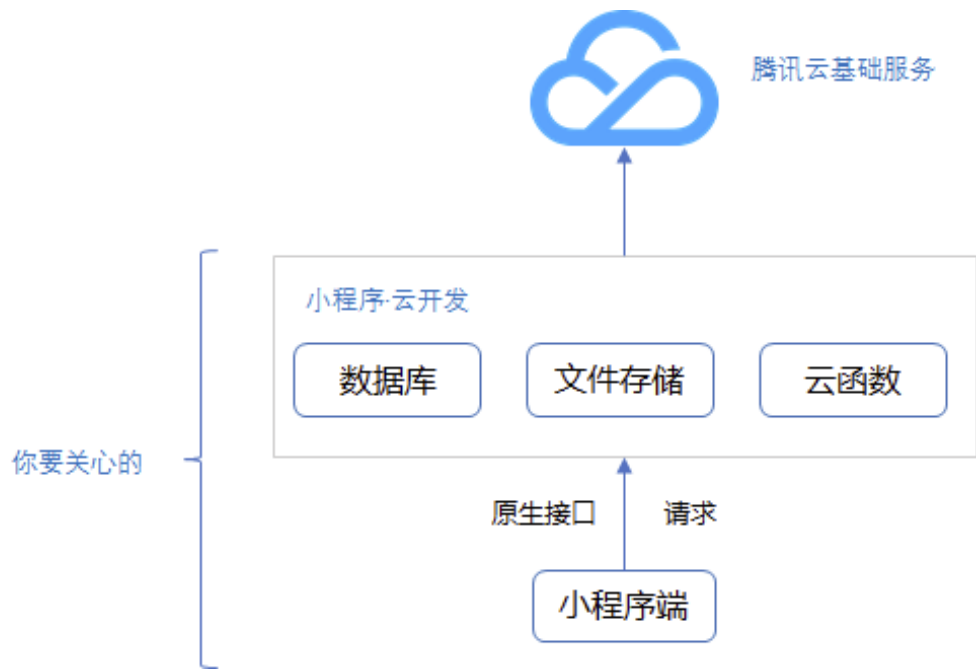 腾讯云基础服务
小程序·云开发
数据库
文件存储
云函数
你要关心的
原生接口
请求
小程序端